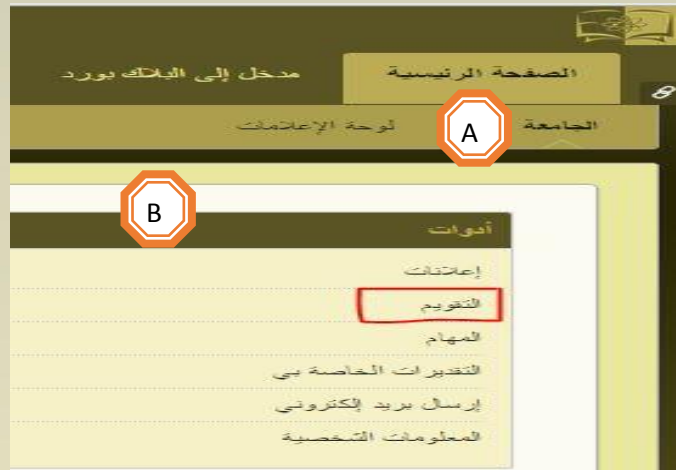 الصفحة الرئيسية مدخل إلى البلاك بورد
الجامعة A لوحة الإعلامات
B
أدوات
إعلانات
التقويم
المهام
التقديرات الخاصة بي
إرسال بريد إلكتروني
المعلومات الشخصية